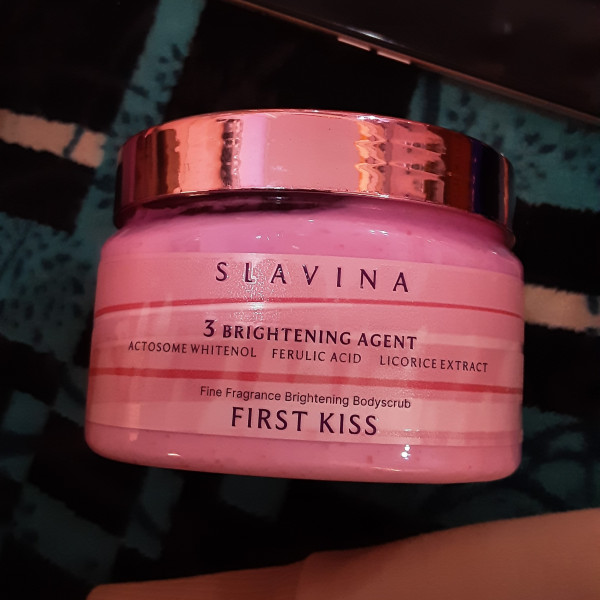 SLAVINA
3 BRIGHTENING AGENT
ACTOSOME WHITENOL FERULIC ACID LICORICE EXTRACT
Fine Fragrance Brightening Bodyscrub
FIRST KISS